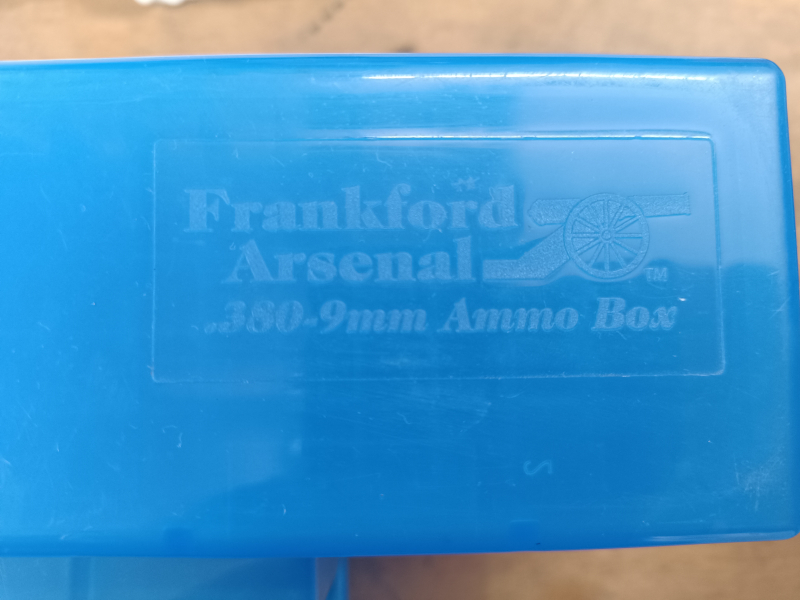 Frankford
Arsenal
TM
.380-9mm Ammo Box